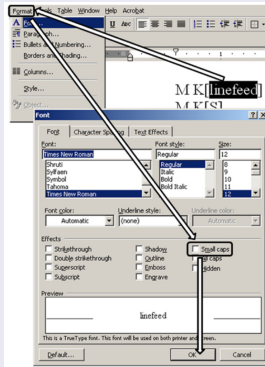 Format Tools Table Window Help Acrobat
Paragraph...
Bullets and Numbering...
Borders and Shading...
Columns...
Style...
Object...
M K[linefeed]
M K[S]
Font
Font Character Spacing Text Effects
Font: Font style: Size:
Times New Roman Regular 12
Shruti Regular 8
Sylfaen Italic 9
Symbol Bold 10
Tahoma Bold Italic 11
Times New Roman 12
Font color: Underline style: Underline color:
Automatic (none) Automatic
Effects
Strikethrough Shadow Small caps
Double strikethrough Outline
Superscript Emboss Hidden
Subscript Engrave
Preview
linefeed
This is a TrueType font. This font will be used on both printer and screen.
Default... OK Cancel